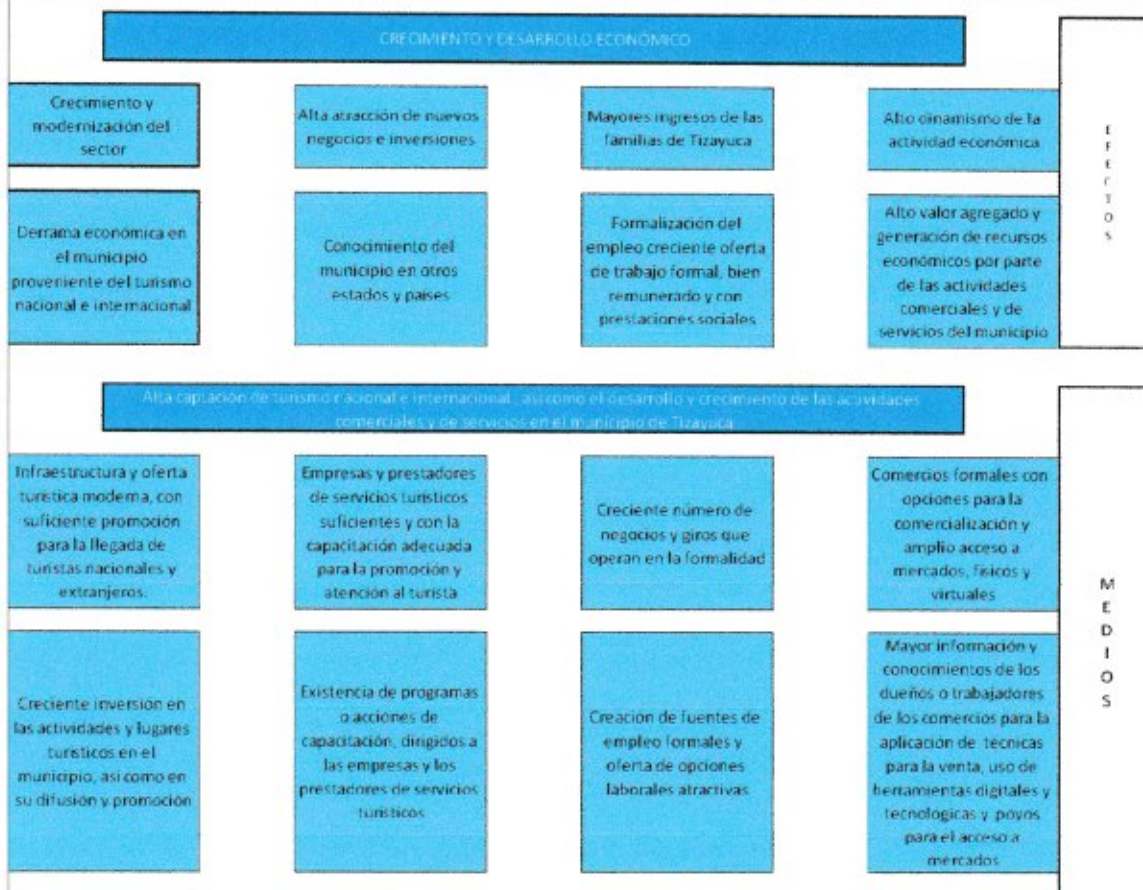 CRECIMIENTO Y DESARROLLO ECONÓMICO
Crecimiento y
modernización del
sector
Alta atracción de nuevos
negocios e inversiones
Mayores ingresos de las
familias de Tizayuca
Alto dinamismo de la
actividad económica
Derrama económica en
el municipio
proveniente del turismo
nacional e internacional
Conocimiento del
municipio en otros
estados y países
Formalización del
empleo creciente oferta
de trabajo formal, bien
remunerado y con
prestaciones sociales
Alto valor agregado y
generación de recursos
económicos por parte
de las actividades
comerciales y de
servicios del municipio
E
F
E
C
T
O
S
Alta captación de turismo nacional e internacional, así como el desarrollo y crecimiento de las actividades
comerciales y de servicios en el municipio de Tizayuca
Infraestructura y oferta
turística moderna, con
suficiente promoción
para la llegada de
turistas nacionales y
extranjeros.
Empresas y prestadores
de servicios turísticos
suficientes y con la
capacitación adecuada
para la promoción y
atención al turista
Creciente número de
negocios y giros que
operan en la formalidad
Comercios formales con
opciones para la
comercialización y
amplio acceso a
mercados, físicos y
virtuales
Creciente inversión en
las actividades y lugares
turísticos en el
municipio, así como en
su difusión y promoción
Existencia de programas
o acciones de
capacitación, dirigidos a
las empresas y los
prestadores de servicios
turísticos
Creación de fuentes de
empleo formales y
oferta de opciones
laborales atractivas
Mayor información y
conocimientos de los
dueños o trabajadores
de los comercios para la
aplicación de técnicas
para la venta, uso de
herramientas digitales y
tecnológicas y poyos
para el acceso a
mercados
M
E
D
I
O
S